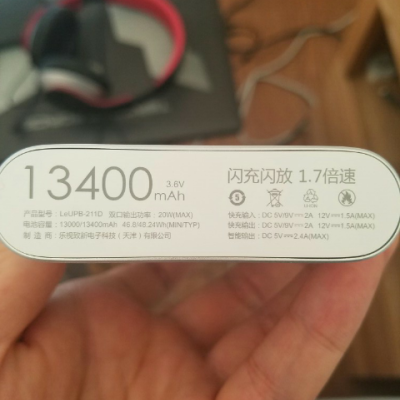 13400 3.6V mAh
闪充闪放 1.7倍速
产品型号：LeUPB-211D 双口输出功率：20W(MAX)
电池容量：13000/13400mAh 46.8/48.24Wh(MIN/TYP)
制 造 商：乐视致新电子科技（天津）有限公司
快充输入：DC 5V/9V⎓2A 12V⎓1.5A(MAX)
快充输出：DC 5V/9V⎓2A 12V⎓1.5A(MAX)
智能输出：DC 5V⎓2.4A(MAX)